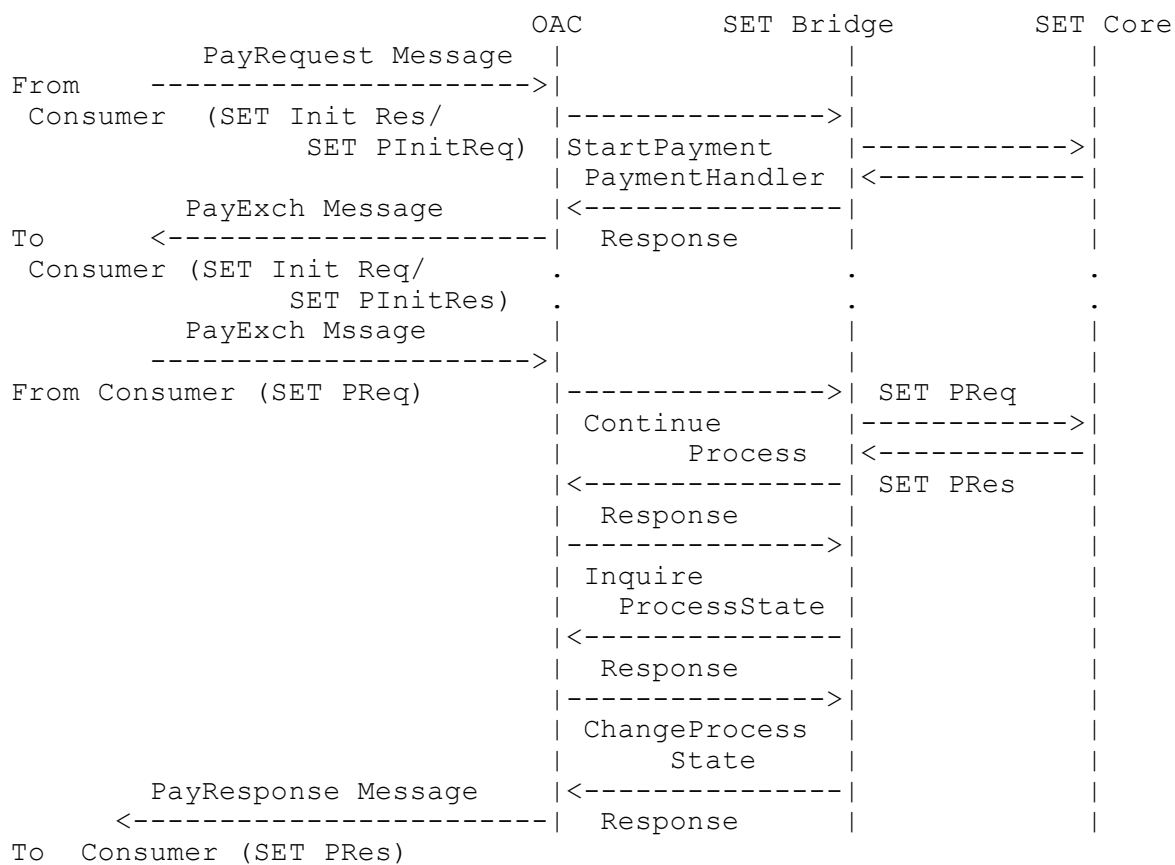 OAC         SET Bridge        SET Core
           PayRequest Message  |                |             |
From    ---------------------->|                |             |
 Consumer  (SET Init Res/      |--------------->|             |
                 SET PInitReq) |StartPayment    |------------>|
                               | PaymentHandler |<------------|
          PayExch Message      |<---------------|             |
To      <----------------------|  Response      |             |
 Consumer (SET Init Req/       .                .             .
                SET PInitRes)  .                .             .
          PayExch Mssage       |                |             |
        ---------------------->|                |             |
From Consumer (SET PReq)       |--------------->| SET PReq    |
                               | Continue       |------------>|
                               |       Process  |<------------|
                               |<---------------| SET PRes    |
                               |  Response      |             |
                               |--------------->|             |
                               | Inquire        |             |
                               |   ProcessState |             |
                               |<---------------|             |
                               |  Response      |             |
                               |--------------->|             |
                               | ChangeProcess  |             |
                               |      State     |             |
        PayResponse Message    |<---------------|             |
      <------------------------|  Response      |             |
To  Consumer (SET PRes)